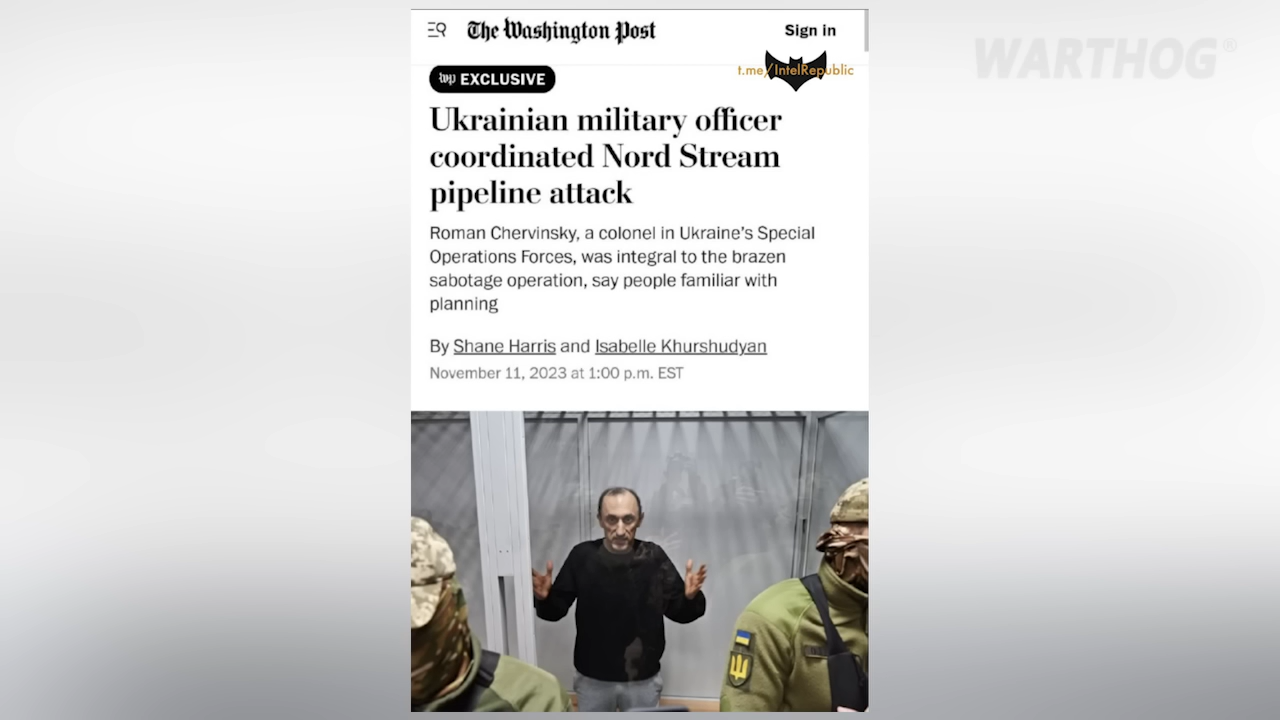 The Washington Post
Sign in
WARTHOG®
t.me/IntelRepublic
wp EXCLUSIVE
Ukrainian military officer
coordinated Nord Stream
pipeline attack
Roman Chervinsky, a colonel in Ukraine's Special
Operations Forces, was integral to the brazen
sabotage operation, say people familiar with
planning
By Shane Harris and Isabelle Khurshudyan
November 11, 2023 at 1:00 p.m. EST